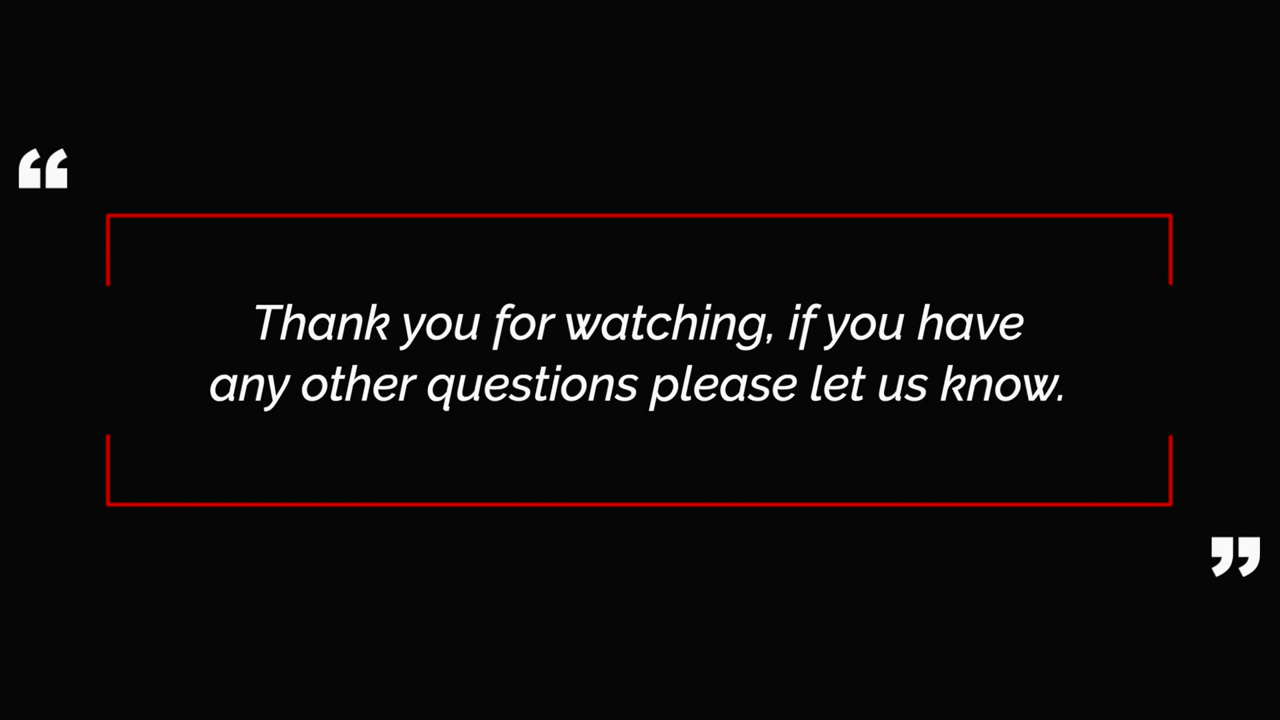 “
Thank you for watching, if you have
any other questions please let us know.
”